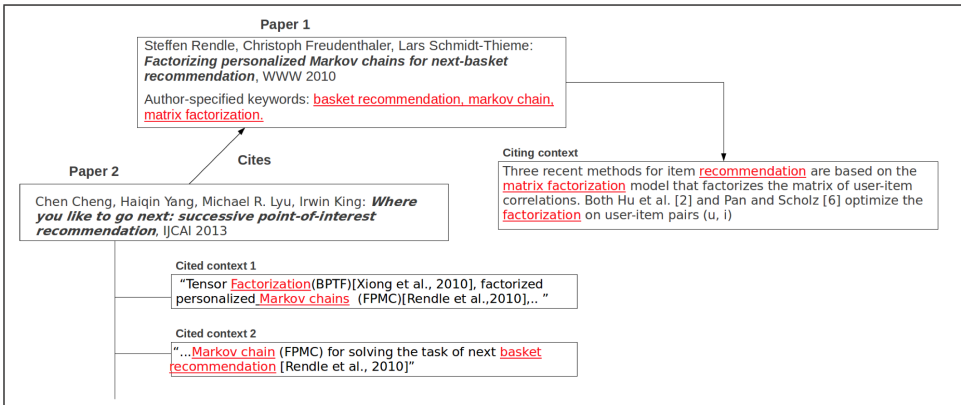 Paper 1
Steffen Rendle, Christoph Freudenthaler, Lars Schmidt-Thieme:
Factorizing personalized Markov chains for next-basket
recommendation, WWW 2010
Author-specified keywords: basket recommendation, markov chain,
matrix factorization.
Cites
Paper 2
Chen Cheng, Haiqin Yang, Michael R. Lyu, Irwin King: Where
you like to go next: successive point-of-interest
recommendation, IJCAI 2013
Citing context
Three recent methods for item recommendation are based on the
matrix factorization model that factorizes the matrix of user-item
correlations. Both Hu et al. [2] and Pan and Scholz [6] optimize the
factorization on user-item pairs (u, i)
Cited context 1
“Tensor Factorization(BPTF)[Xiong et al., 2010], factorized
personalized Markov chains (FPMC)[Rendle et al.,2010],.. ”
Cited context 2
“...Markov chain (FPMC) for solving the task of next basket
recommendation [Rendle et al., 2010]”